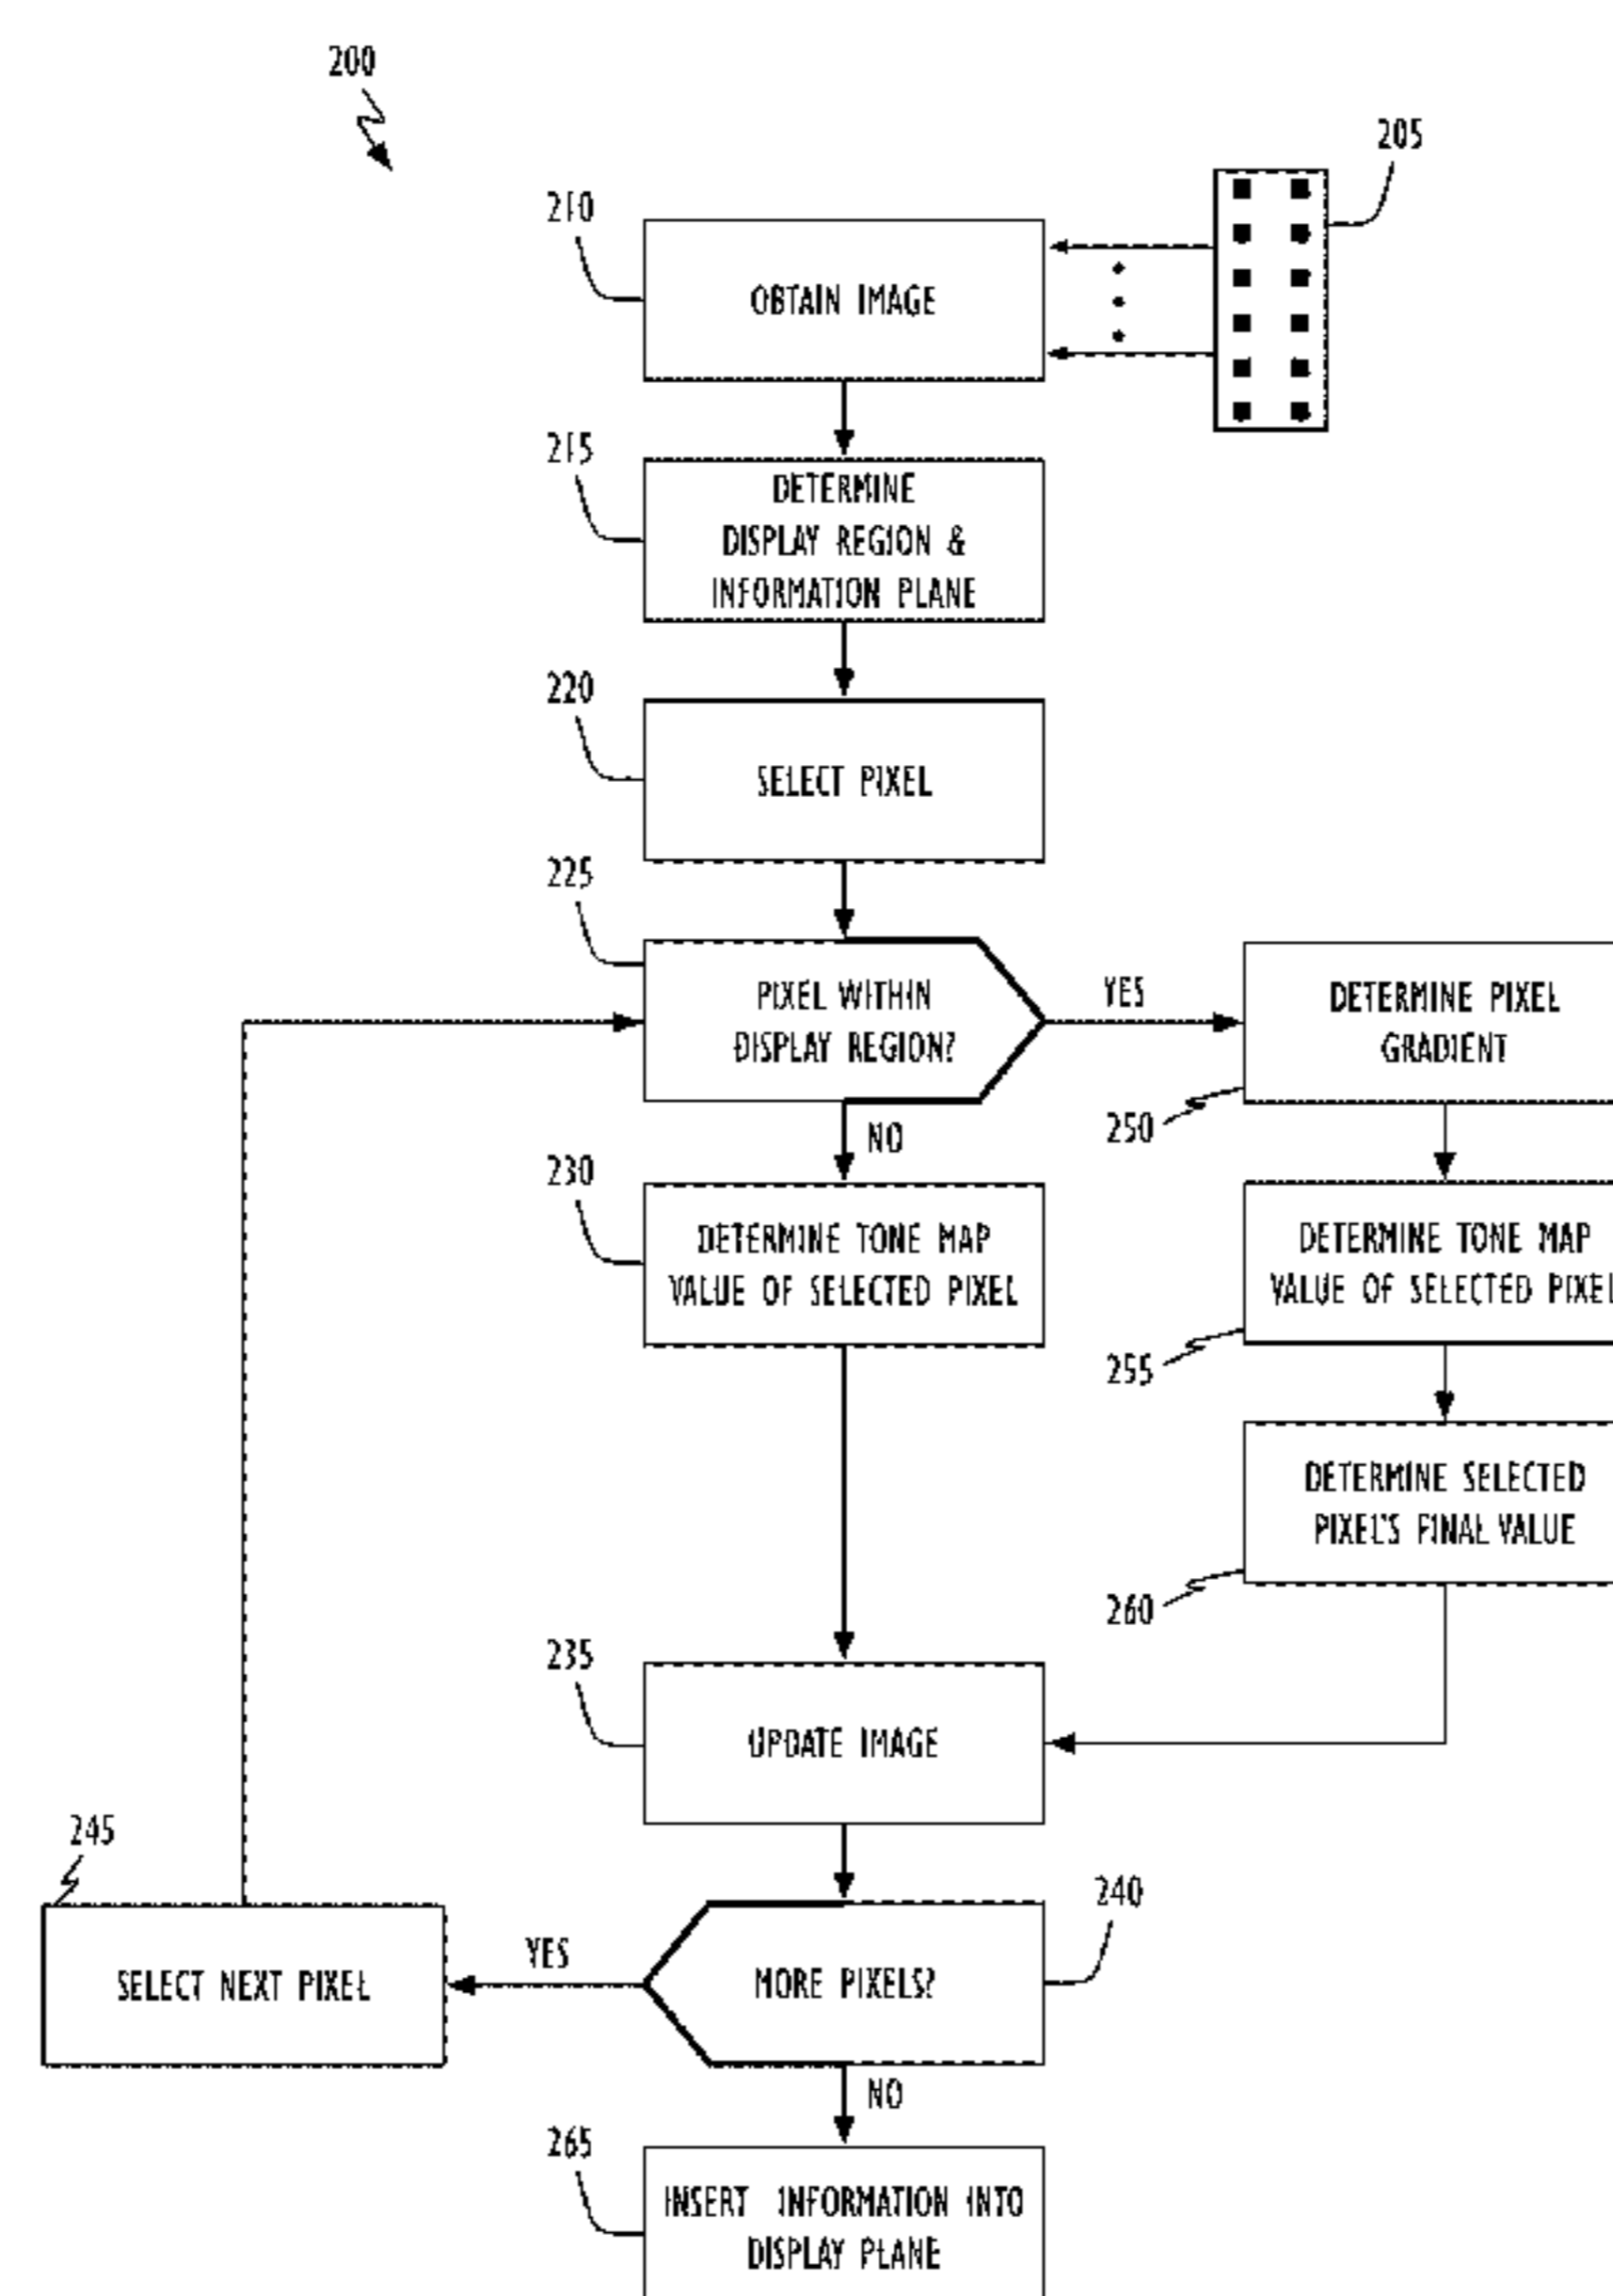 200
205
210
OBTAIN IMAGE
215
DETERMINE
DISPLAY REGION &
INFORMATION PLANE
220
SELECT PIXEL
225
PIXEL WITHIN
DISPLAY REGION?
YES
DETERMINE PIXEL
GRADIENT
250
NO
230
DETERMINE TONE MAP
VALUE OF SELECTED PIXEL
DETERMINE TONE MAP
VALUE OF SELECTED PIXEL
255
DETERMINE SELECTED
PIXEL'S FINAL VALUE
260
235
UPDATE IMAGE
245
SELECT NEXT PIXEL
YES
240
MORE PIXELS?
NO
265
INSERT INFORMATION INTO
DISPLAY PLANE